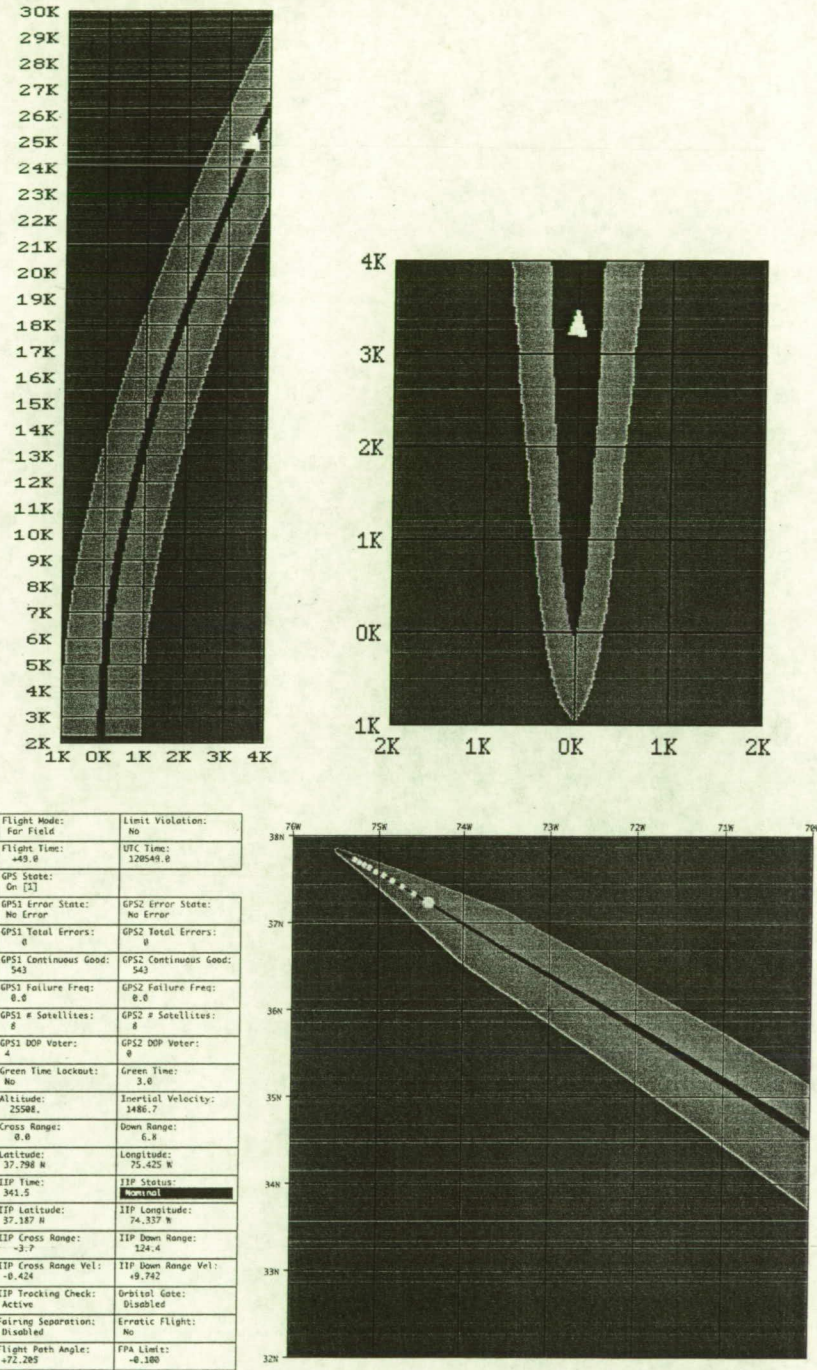 30K
29K
28K
27K
26K
25K
24K
23K
22K
21K
20K
19K
18K
17K
16K
15K
14K
13K
12K
11K
10K
9K
8K
7K
6K
5K
4K
3K
2K
1K 0K 1K 2K 3K 4K
4K
3K
2K
1K
0K
1K
2K 1K 0K 1K 2K
Flight Mode: Limit Violation:
Far Field No
Flight Time: UTC Time:
+49.0 120549.0
GPS State:
On [1]
GPS1 Error State: GPS2 Error State:
No Error No Error
GPS1 Total Errors: GPS2 Total Errors:
0 0
GPS1 Continuous Good: GPS2 Continuous Good:
543 543
GPS1 Failure Freq: GPS2 Failure Freq:
0.0 0.0
GPS1 # Satellites: GPS2 # Satellites:
8 8
GPS1 DOP Voter: GPS2 DOP Voter:
4 0
Green Time Lockout: Green Time:
No 3.0
Altitude: Inertial Velocity:
25508. 1486.7
Cross Range: Down Range:
0.0 6.8
Latitude: Longitude:
37.798 N 75.425 W
IIP Time: IIP Status:
341.5 Nominal
IIP Latitude: IIP Longitude:
37.187 N 74.337 W
IIP Cross Range: IIP Down Range:
-3.7 124.4
IIP Cross Range Vel: IIP Down Range Vel:
-0.424 +9.742
IIP Tracking Check: Orbital Gate:
Active Disabled
Fairing Separation: Erratic Flight:
Disabled No
Flight Path Angle: FPA Limit:
+72.205 -0.100
76W 75W 74W 73W 72W 71W 70W
38N
37N
36N
35N
34N
33N
32N